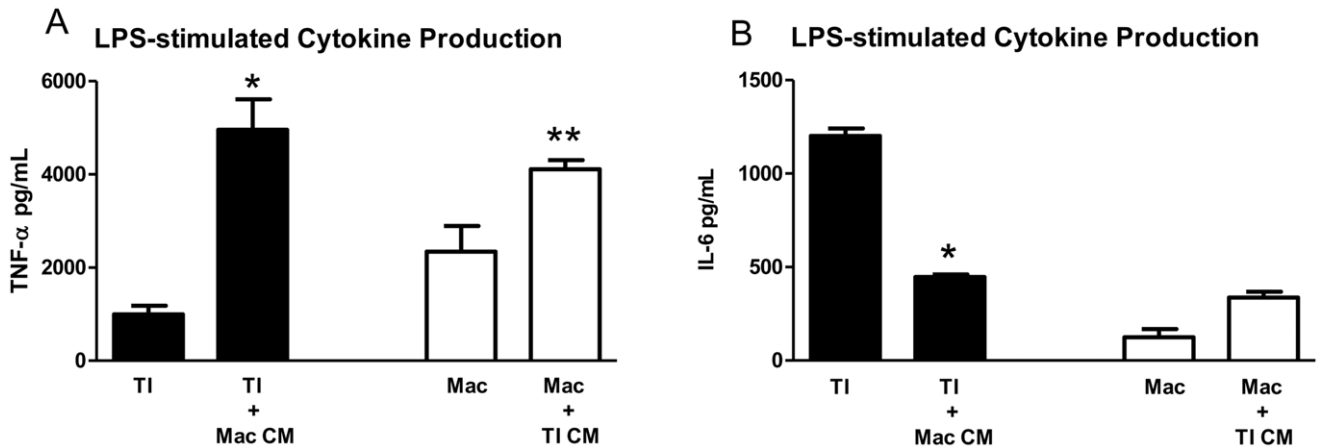 A
LPS-stimulated Cytokine Production
TNF-α pg/mL
6000
4000
2000
0
*
**
TI
TI
+
Mac CM
Mac
Mac
+
TI CM
B
LPS-stimulated Cytokine Production
IL-6 pg/mL
1500
1000
500
0
*
TI
TI
+
Mac CM
Mac
Mac
+
TI CM